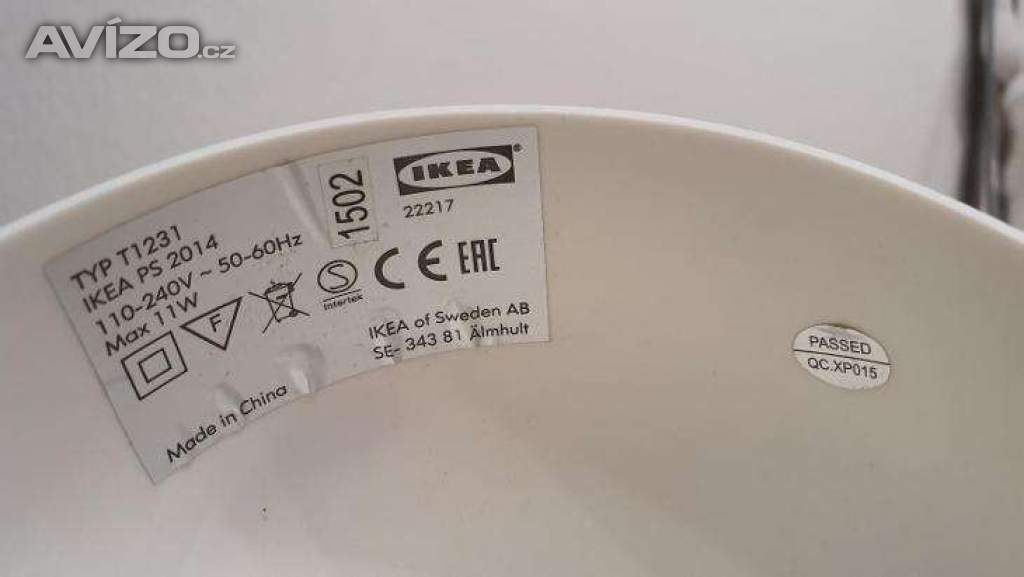 AVÍZO.cz
TYP T1231
IKEA PS 2014
110-240V ~ 50-60Hz
Max 11W
F
Intertek
1502
IKEA®
22217
CE EAC
IKEA of Sweden AB
SE- 343 81 Älmhult
Made in China
PASSED
QC.XP015